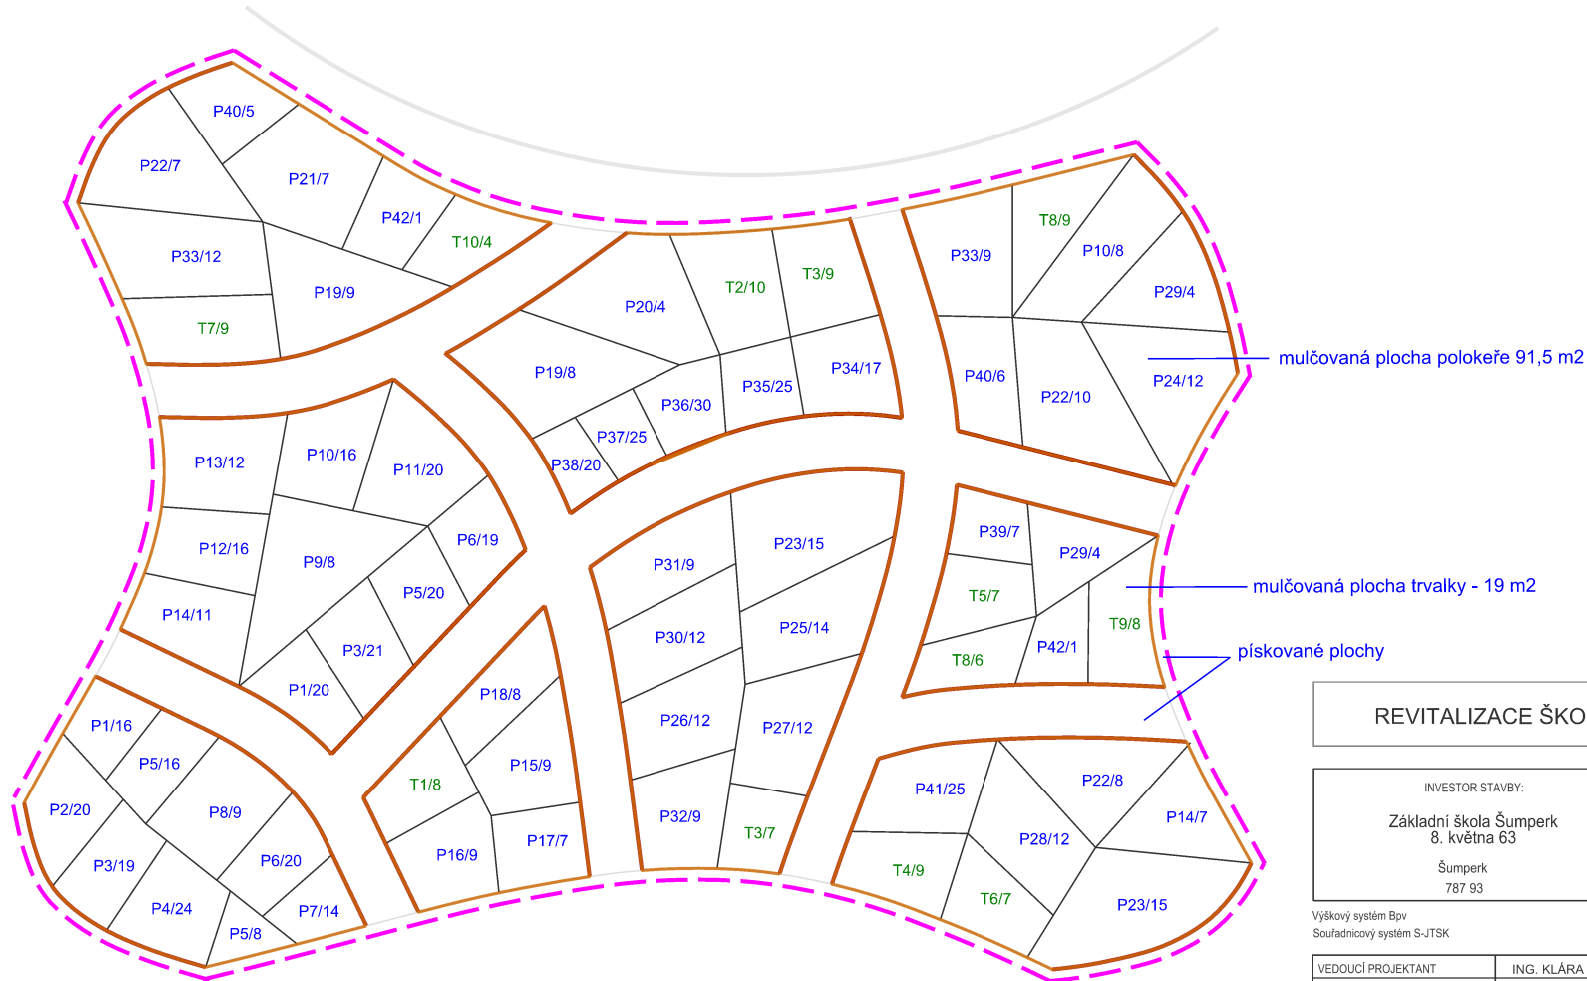 P40/5
P22/7
P21/7
P42/1
T10/4
P33/12
P19/9
T7/9
P20/4
T2/10
T3/9
P19/8
P34/17
P35/25
P36/30
P37/25
P38/20
T8/9
P33/9
P10/8
P29/4
P40/6
P22/10
P24/12
mulčovaná plocha polokeře 91,5 m2
P13/12
P10/16
P11/20
P12/16
P9/8
P6/19
P14/11
P5/20
P3/21
P1/20
P31/9
P23/15
P30/12
P25/14
P26/12
P27/12
P32/9
T3/7
P39/7
P29/4
T5/7
T9/8
T8/6
P42/1
mulčovaná plocha trvalky - 19 m2
pískované plochy
P1/16
P5/16
P2/20
P8/9
P3/19
P6/20
P4/24
P7/14
P5/8
P18/8
T1/8
P15/9
P16/9
P17/7
P41/25
P22/8
P28/12
P14/7
T4/9
T6/7
P23/15
REVITALIZACE ŠKO
INVESTOR STAVBY:
Základní škola Šumperk
8. května 63
Šumperk
787 93
Výškový systém Bpv
Souřadnicový systém S-JTSK
VEDOUCÍ PROJEKTANT
ING. KLÁRA